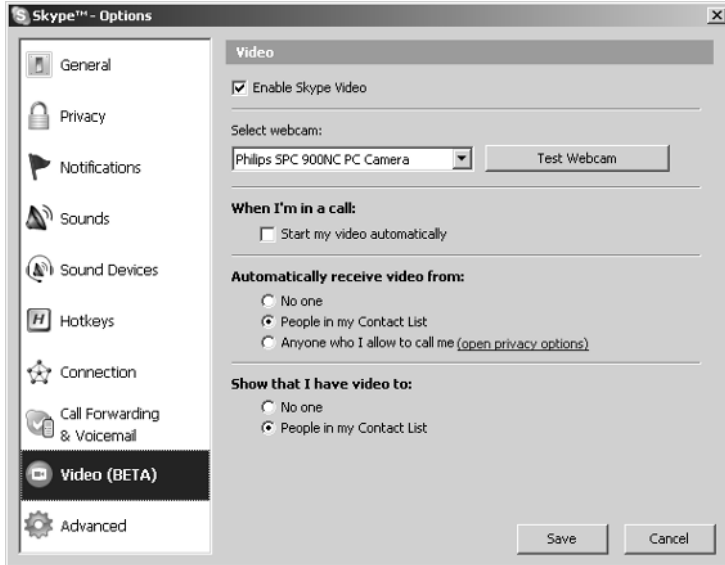 Skype™ - Options
General
Privacy
Notifications
Sounds
Sound Devices
H Hotkeys
Connection
Call Forwarding
& Voicemail
Video (BETA)
Advanced
Video
Enable Skype Video
Select webcam:
Philips SPC 900NC PC Camera
Test Webcam
When I'm in a call:
Start my video automatically
Automatically receive video from:
No one
People in my Contact List
Anyone who I allow to call me (open privacy options)
Show that I have video to:
No one
People in my Contact List
Save Cancel